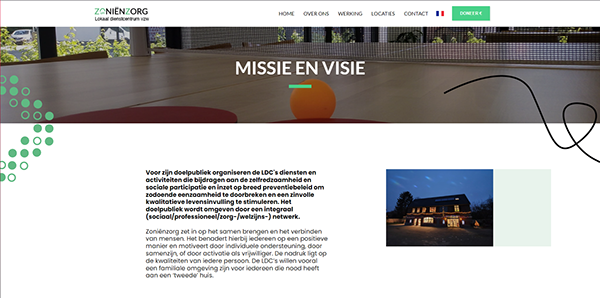 ZONIËNZORG
Lokaal dienstcentrum vzw
HOME OVER ONS WERKING LOCATIES CONTACT DONEER €
MISSIE EN VISIE
Voor zijn doelpubliek organiseren de LDC's diensten en
activiteiten die bijdragen aan de zelfredzaamheid en
sociale participatie en inzet op breed preventiebeleid om
zodoende eenzaamheid te doorbreken en een zinvolle
kwalitatieve levensinvulling te stimuleren. Het
doelpubliek wordt omgeven door een integraal
(sociaal/professioneel/zorg-/welzijns-) netwerk.
Zoniënzorg zet in op het samen brengen en het verbinden
van mensen. Het benadert hierbij iedereen op een positieve
manier en motiveert door individuele ondersteuning, door
samenzijn, of door activatie als vrijwilliger. De nadruk ligt op
de kwaliteiten van iedere persoon. De LDC's willen vooral
een familiale omgeving zijn voor iedereen die nood heeft
aan een 'tweede' huis.